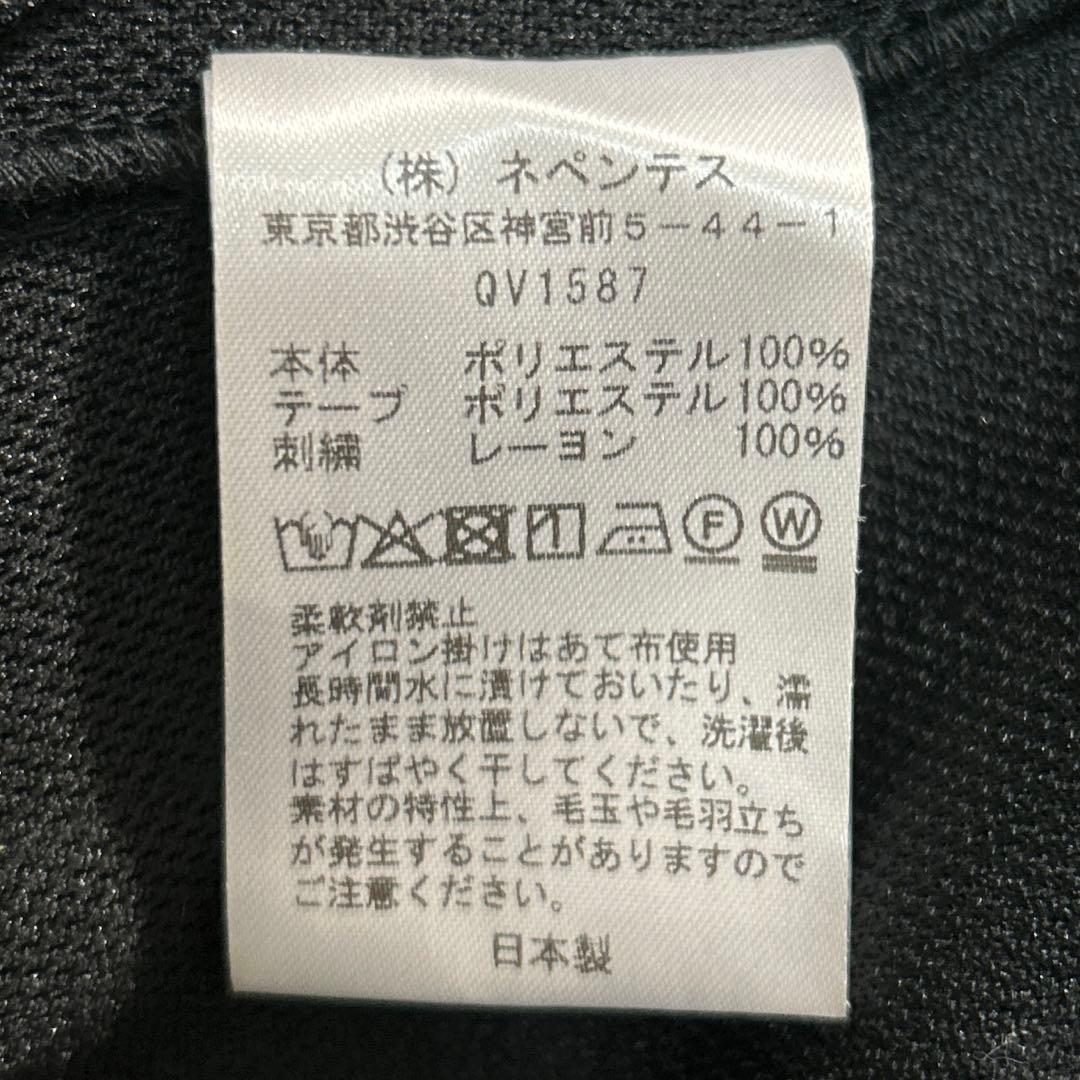 (株) ネペンテス
東京都渋谷区神宮前5-44-1
QV1587
本体 ポリエステル100%
テープ ポリエステル100%
刺繍 レーヨン 100%
1 F W
柔軟剤禁止
アイロン掛けはあて布使用
長時間水に漬けておいたり、濡
れたまま放置しないで、洗濯後
はすばやく干してください。
素材の特性上、毛玉や毛羽立ち
が発生することがありますので
ご注意ください。
日本製